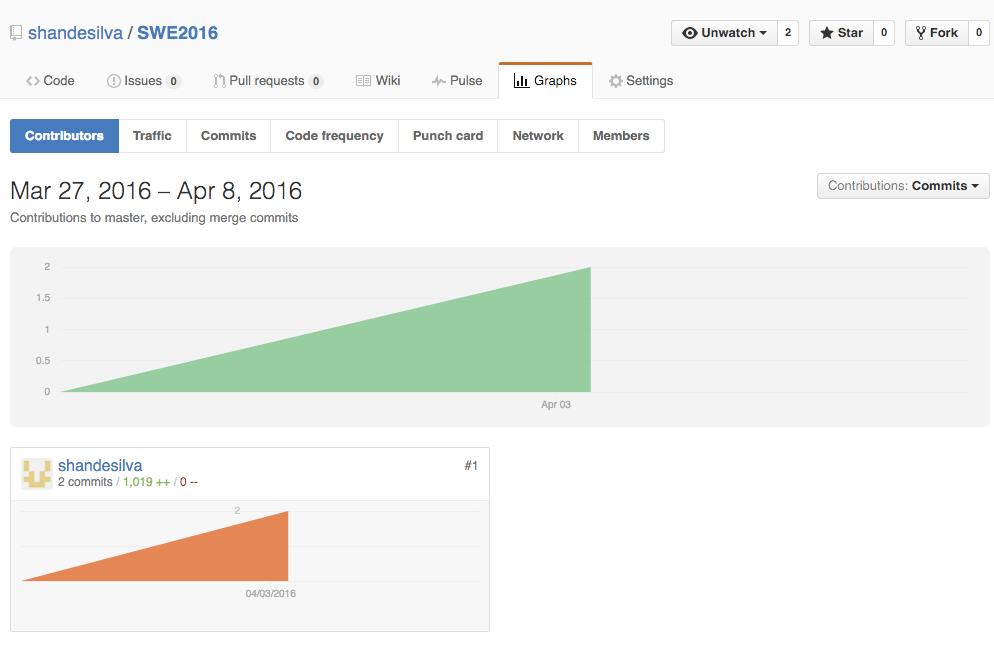 shandesilva / SWE2016
Unwatch 2 Star 0 Fork 0
Code Issues 0 Pull requests 0 Wiki Pulse Graphs Settings
Contributors Traffic Commits Code frequency Punch card Network Members
Mar 27, 2016 – Apr 8, 2016
Contributions: Commits
Contributions to master, excluding merge commits
2
1.5
1
0.5
0
Apr 03
shandesilva #1
2 commits / 1,019 ++ / 0 --
2
04/03/2016